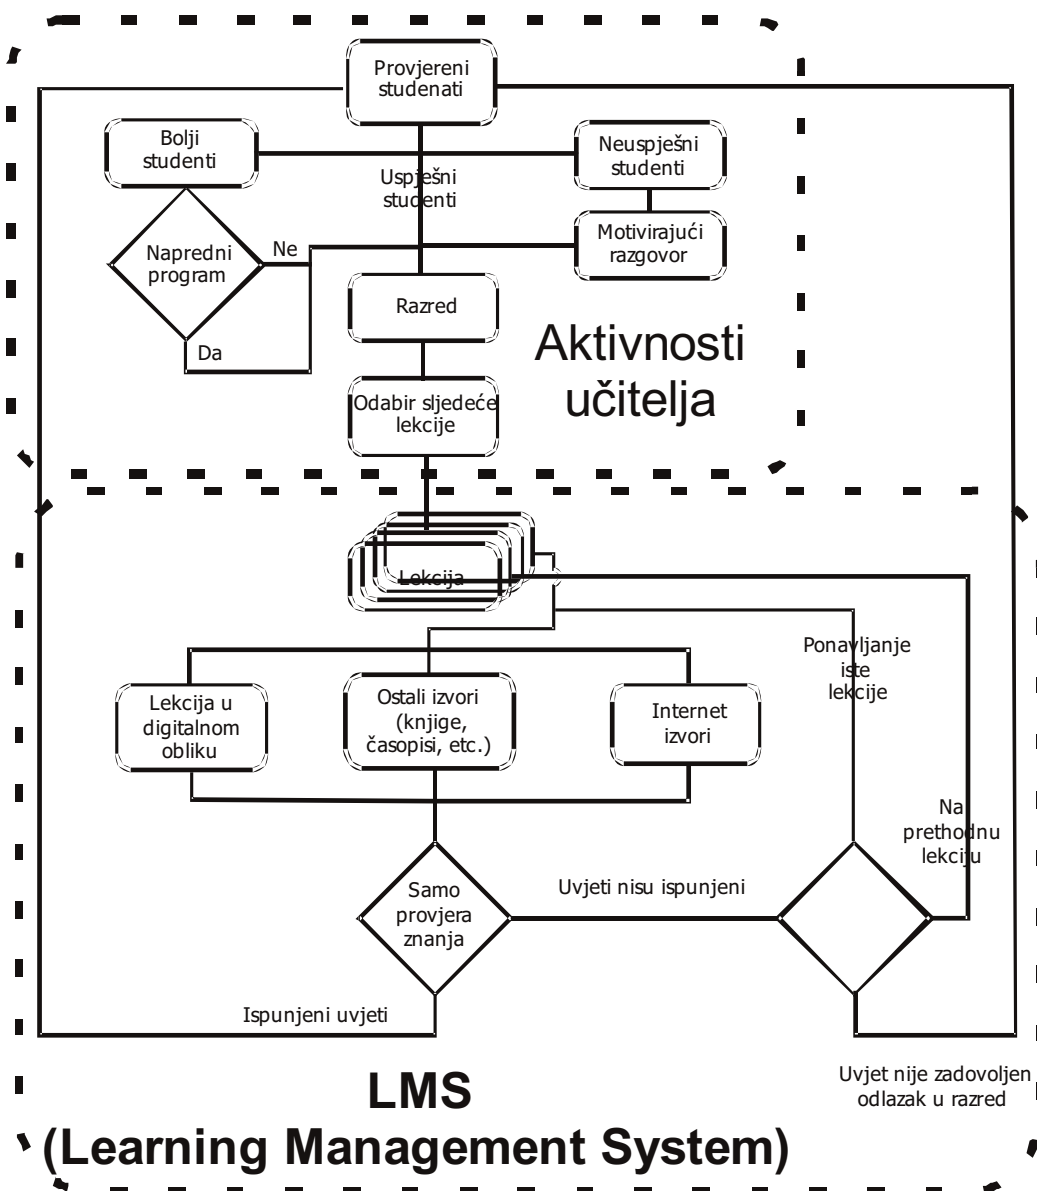 Provjereni
studenati
Bolji
studenti
Neuspješni
studenti
Uspješni
studenti
Napredni
program
Ne
Da
Motivirajući
razgovor
Razred
Aktivnosti
učitelja
Odabir sljedeće
lekcije
Lekcija
Ponavljanje
iste
lekcije
Lekcija u
digitalnom
obliku
Ostali izvori
(knjige,
časopisi, etc.)
Internet
izvori
Na
prethodnu
lekciju
Samo
provjera
znanja
Uvjeti nisu ispunjeni
Ispunjeni uvjeti
Uvjet nije zadovoljen
odlazak u razred
LMS
(Learning Management System)